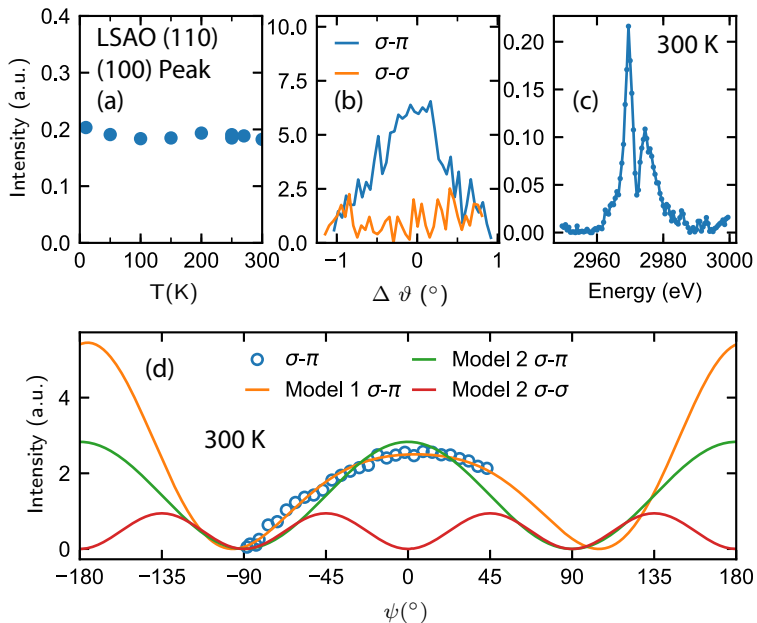 LSAO (110)
(100) Peak
(a)
Intensity (a.u.)
0.4
0.3
0.2
0.1
0.0
0 100 200 300
T(K)
σ-π
σ-σ
(b)
10.0
7.5
5.0
2.5
0.0
−1 0 1
Δ ϑ (°)
300 K
(c)
0.20
0.15
0.10
0.05
0.00
2960 2980 3000
Energy (eV)
(d)
σ-π
Model 1 σ-π
Model 2 σ-π
Model 2 σ-σ
300 K
Intensity (a.u.)
4
2
0
−180 −135 −90 −45 0 45 90 135 180
ψ(°)